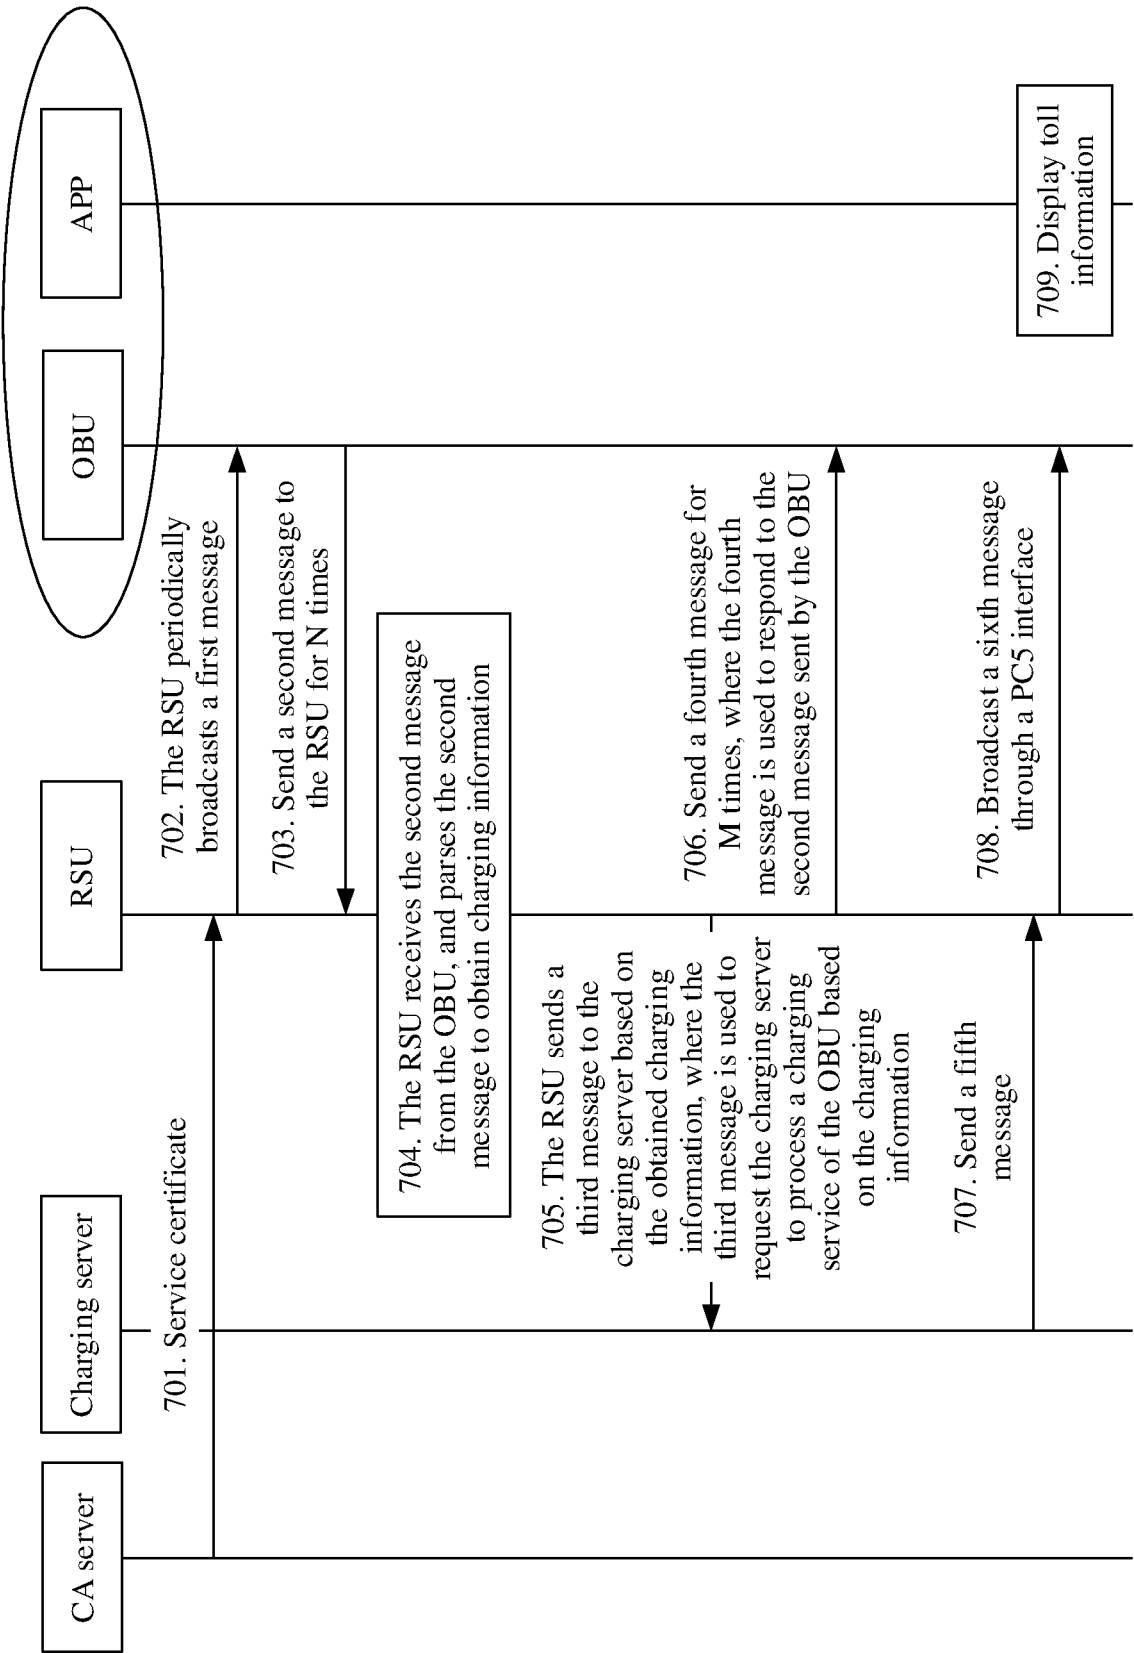 CA server
Charging server
RSU
OBU
APP
701. Service certificate
702. The RSU periodically
broadcasts a first message
703. Send a second message to
the RSU for N times
704. The RSU receives the second message
from the OBU, and parses the second
message to obtain charging information
705. The RSU sends a
third message to the
charging server based on
the obtained charging
information, where the
third message is used to
request the charging server
to process a charging
service of the OBU based
on the charging
information
706. Send a fourth message for
M times, where the fourth
message is used to respond to the
second message sent by the OBU
707. Send a fifth
message
708. Broadcast a sixth message
through a PC5 interface
709. Display toll
information